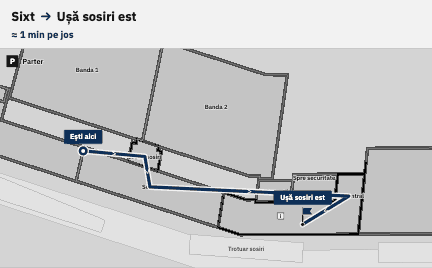 Sixt → Ușă sosiri est
≈ 1 min pe jos
P Parter
Banda 1
Banda 2
Ești aici
Spre securitate
Ușă sosiri est
i
Trotuar sosiri